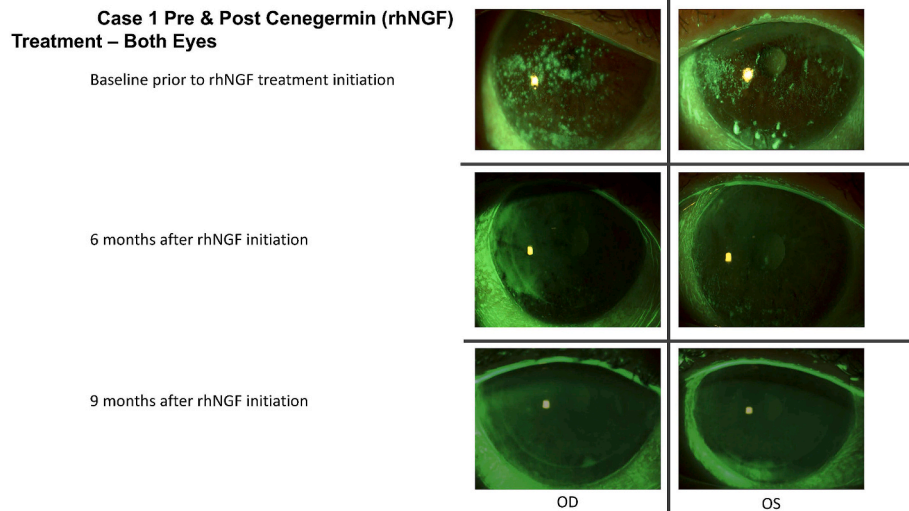 Case 1 Pre & Post Cenegermin (rhNGF)
Treatment – Both Eyes
Baseline prior to rhNGF treatment initiation
6 months after rhNGF initiation
9 months after rhNGF initiation
OD
OS